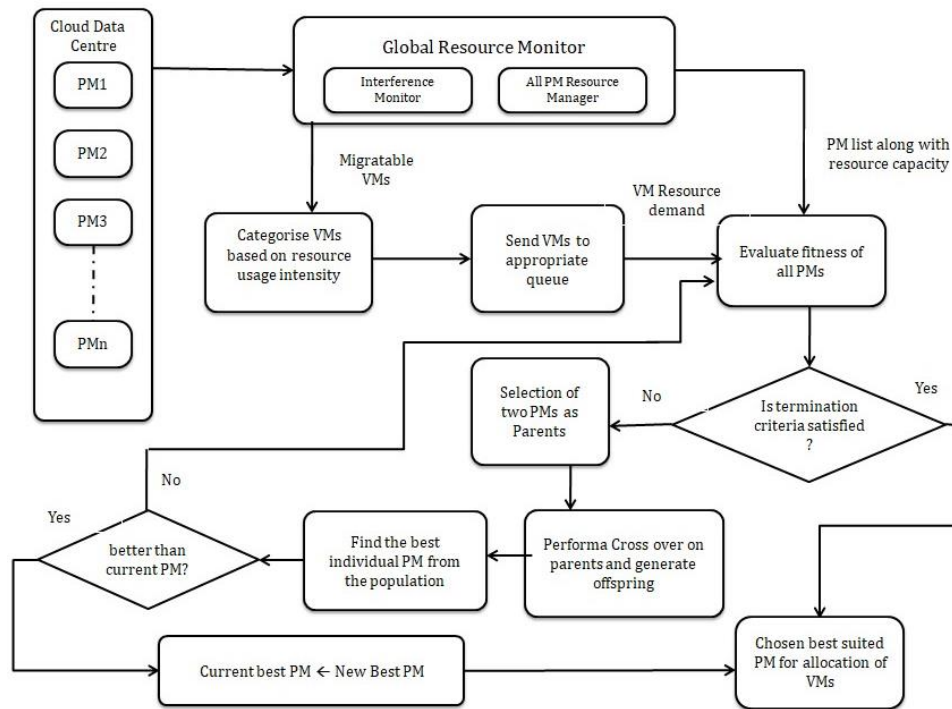 Cloud Data
Centre
PM1
PM2
PM3
PMn
Global Resource Monitor
Interference
Monitor
All PM Resource
Manager
Migratable
VMs
PM list along with
resource capacity
Categorise VMs
based on resource
usage intensity
Send VMs to
appropriate
queue
VM Resource
demand
Evaluate fitness of
all PMs
Is termination
criteria satisfied
?
Yes
No
Selection of
two PMs as
Parents
Performa Cross over on
parents and generate
offspring
Find the best
individual PM from
the population
better than
current PM?
No
Yes
Current best PM ← New Best PM
Chosen best suited
PM for allocation of
VMs